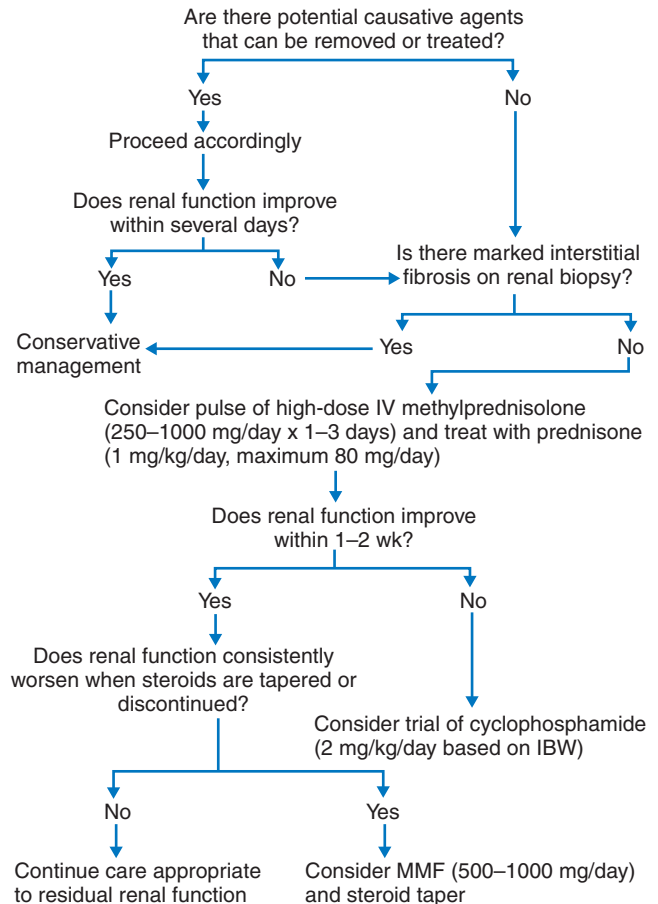 Are there potential causative agents
that can be removed or treated?
Yes
No
Proceed accordingly
Does renal function improve
within several days?
Yes
No
Is there marked interstitial
fibrosis on renal biopsy?
Conservative
management
Yes
No
Consider pulse of high-dose IV methylprednisolone
(250–1000 mg/day x 1–3 days) and treat with prednisone
(1 mg/kg/day, maximum 80 mg/day)
Does renal function improve
within 1–2 wk?
Yes
No
Does renal function consistently
worsen when steroids are tapered or
discontinued?
Consider trial of cyclophosphamide
(2 mg/kg/day based on IBW)
No
Yes
Continue care appropriate
to residual renal function
Consider MMF (500–1000 mg/day)
and steroid taper